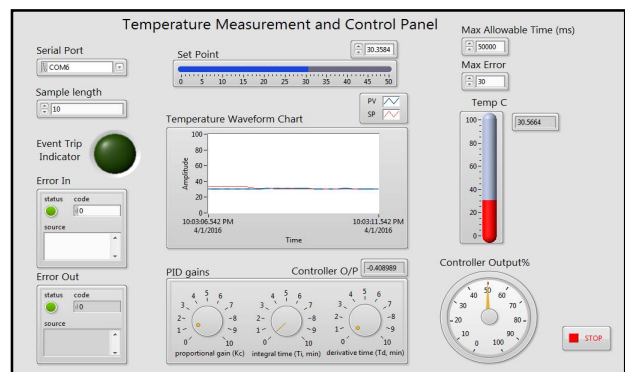 Temperature Measurement and Control Panel
Serial Port
COM6
Sample length
10
Event Trip
Indicator
Error In
status code
0
source
Error Out
status code
0
source
Set Point
30.3584
0 5 10 15 20 25 30 35 40 45 50
PV
SP
Temperature Waveform Chart
Amplitude
100
80
60
40
20
0
10:03:06.542 PM
4/1/2016
10:03:11.542 PM
4/1/2016
Time
PID gains
Controller O/P
-0.408989
0 1 2 3 4 5 6 7 8 9 10
proportional gain (Kc)
0 1 2 3 4 5 6 7 8 9 10
integral time (Ti, min)
0 1 2 3 4 5 6 7 8 9 10
derivative time (Td, min)
Max Allowable Time (ms)
50000
Max Error
30
Temp C
30.5664
100
80
60
40
20
0
Controller Output%
0 10 20 30 40 50 60 70 80 90 100
STOP